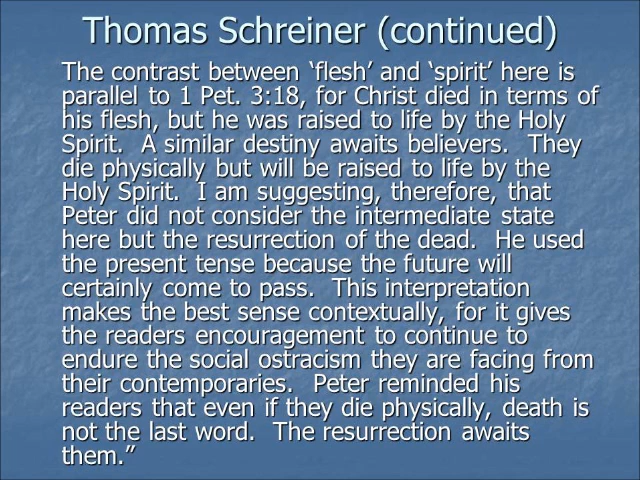 Thomas Schreiner (continued)
The contrast between ‘flesh’ and ‘spirit’ here is
parallel to 1 Pet. 3:18, for Christ died in terms of
his flesh, but he was raised to life by the Holy
Spirit.  A similar destiny awaits believers.  They
die physically but will be raised to life by the
Holy Spirit.  I am suggesting, therefore, that
Peter did not consider the intermediate state
here but the resurrection of the dead.  He used
the present tense because the future will
certainly come to pass.  This interpretation
makes the best sense contextually, for it gives
the readers encouragement to continue to
endure the social ostracism they are facing from
their contemporaries.  Peter reminded his
readers that even if they die physically, death is
not the last word.  The resurrection awaits
them.”